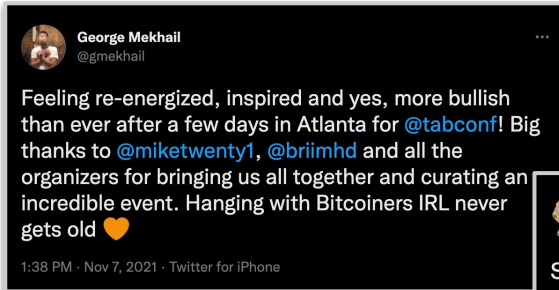 George Mekhail
@gmekhail
Feeling re-energized, inspired and yes, more bullish
than ever after a few days in Atlanta for @tabconf! Big
thanks to @miketwenty1, @briimhd and all the
organizers for bringing us all together and curating an
incredible event. Hanging with Bitcoiners IRL never
gets old 🧡
1:38 PM · Nov 7, 2021 · Twitter for iPhone